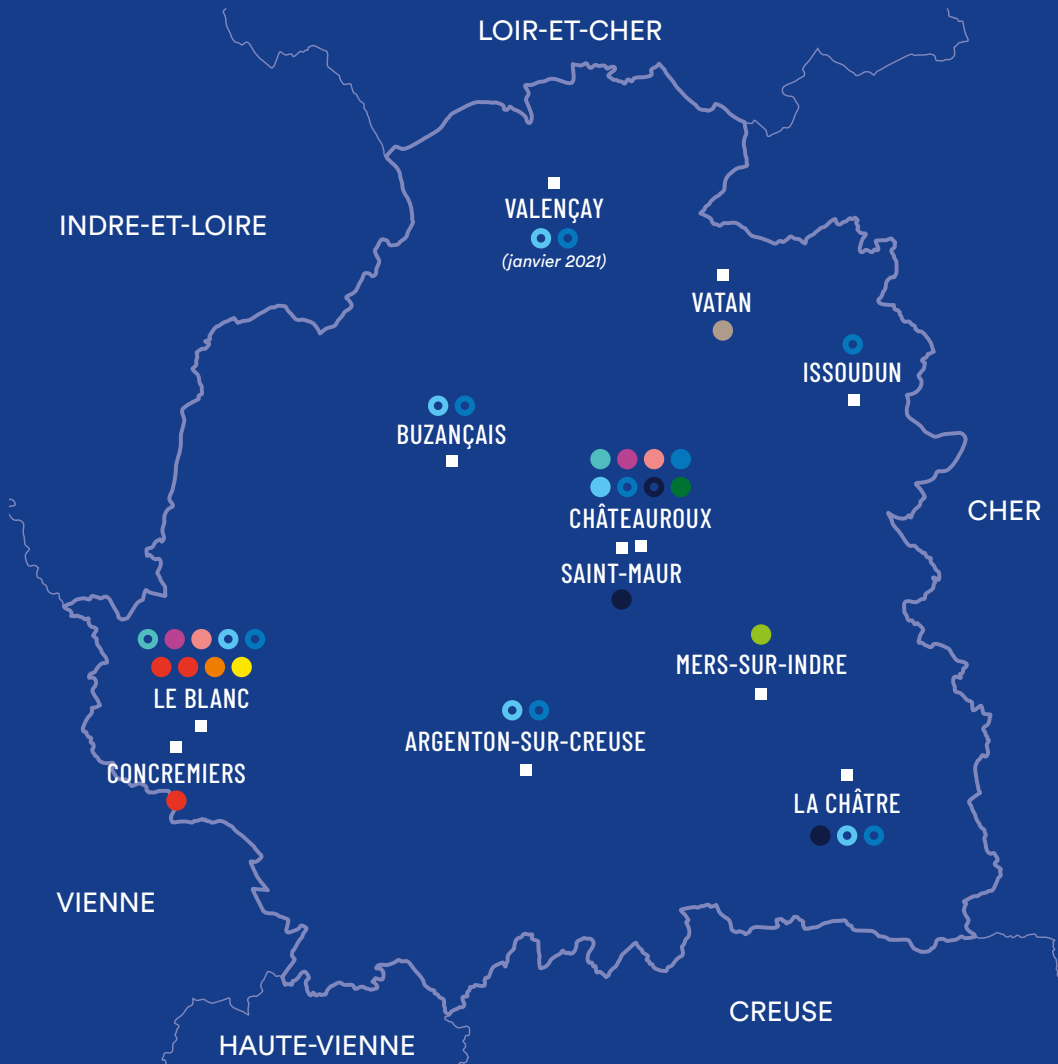 LOIR-ET-CHER
INDRE-ET-LOIRE
VALENÇAY
(janvier 2021)
VATAN
ISSOUDUN
BUZANÇAIS
CHÂTEAUROUX
CHER
SAINT-MAUR
MERS-SUR-INDRE
LE BLANC
ARGENTON-SUR-CREUSE
CONCREMIERS
LA CHÂTRE
VIENNE
CREUSE
HAUTE-VIENNE